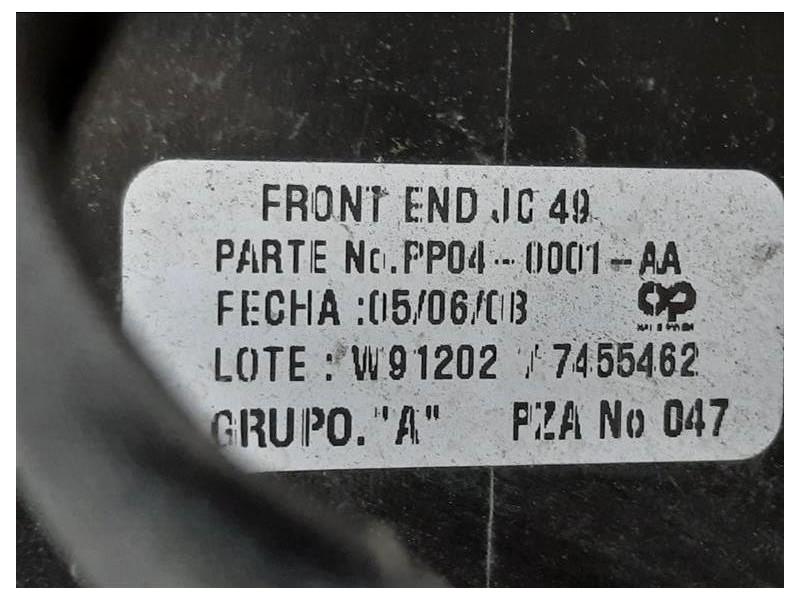 FRONT END JC 49
PARTE No. PP04-0001-AA
FECHA :05/06/08
op
LOTE : W91202 / 7455462
GRUPO. "A" PZA No 047